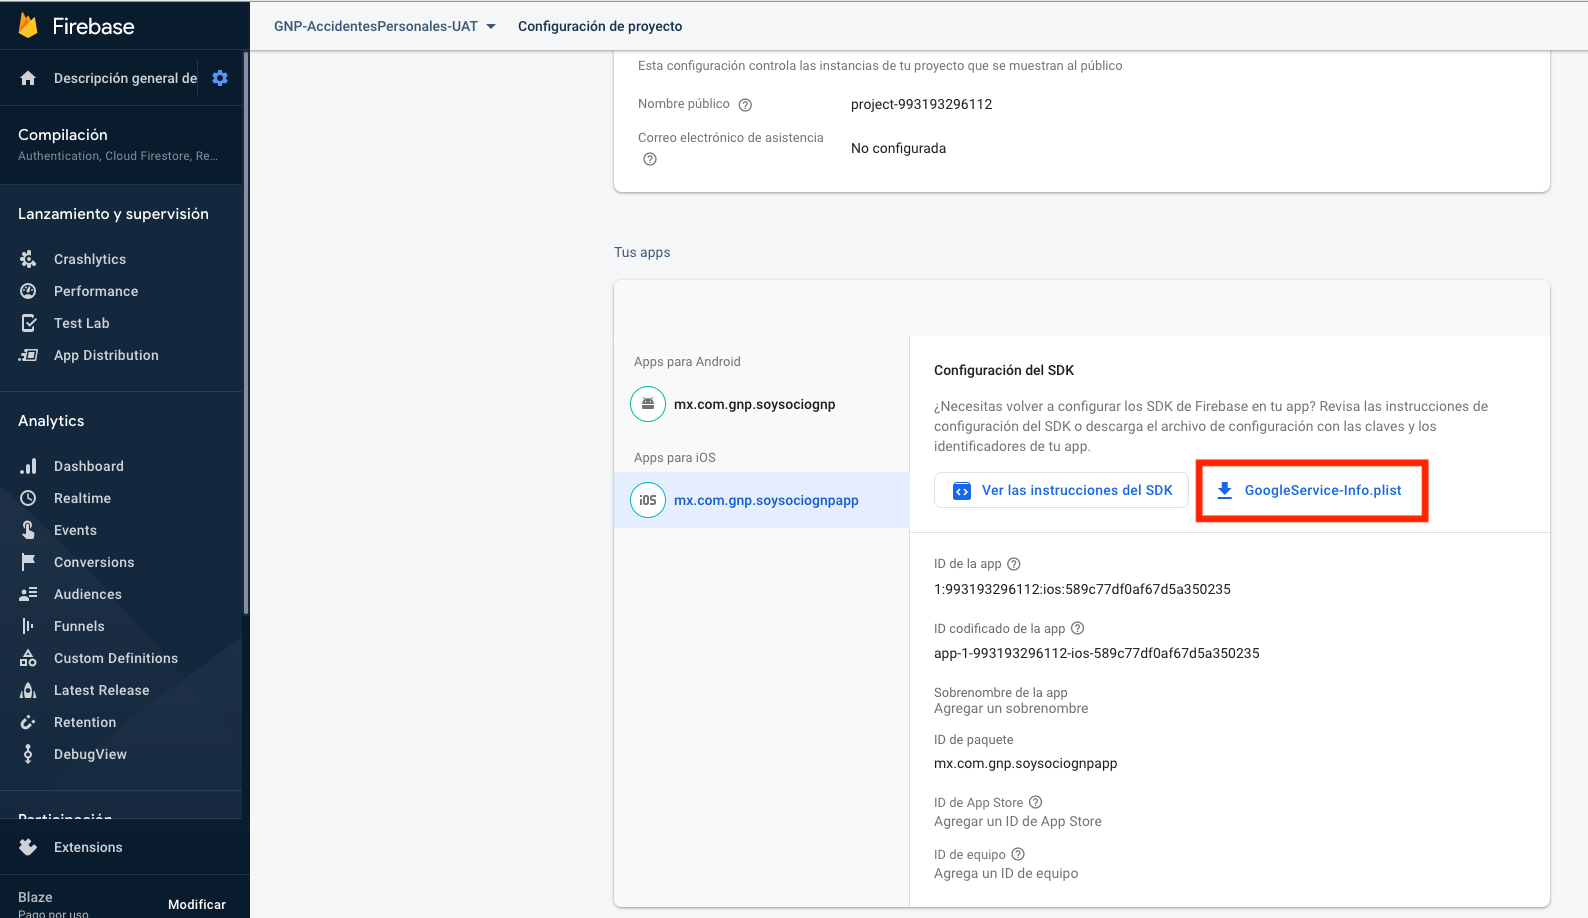 Firebase
GNP-AccidentesPersonales-UAT
Configuración de proyecto
Descripción general de
Compilación
Authentication, Cloud Firestore, Re...
Lanzamiento y supervisión
Crashlytics
Performance
Test Lab
App Distribution
Analytics
Dashboard
Realtime
Events
Conversions
Audiences
Funnels
Custom Definitions
Latest Release
Retention
DebugView
Participación
Extensions
Blaze
Pago por uso
Modificar
Esta configuración controla las instancias de tu proyecto que se muestran al público
Nombre público
project-993193296112
Correo electrónico de asistencia
No configurada
Tus apps
Apps para Android
mx.com.gnp.soysociognp
Apps para iOS
iOS
mx.com.gnp.soysociognpapp
Configuración del SDK
¿Necesitas volver a configurar los SDK de Firebase en tu app? Revisa las instrucciones de
configuración del SDK o descarga el archivo de configuración con las claves y los
identificadores de tu app.
Ver las instrucciones del SDK
GoogleService-Info.plist
ID de la app
1:993193296112:ios:589c77df0af67d5a350235
ID codificado de la app
app-1-993193296112-ios-589c77df0af67d5a350235
Sobrenombre de la app
Agregar un sobrenombre
ID de paquete
mx.com.gnp.soysociognpapp
ID de App Store
Agregar un ID de App Store
ID de equipo
Agrega un ID de equipo